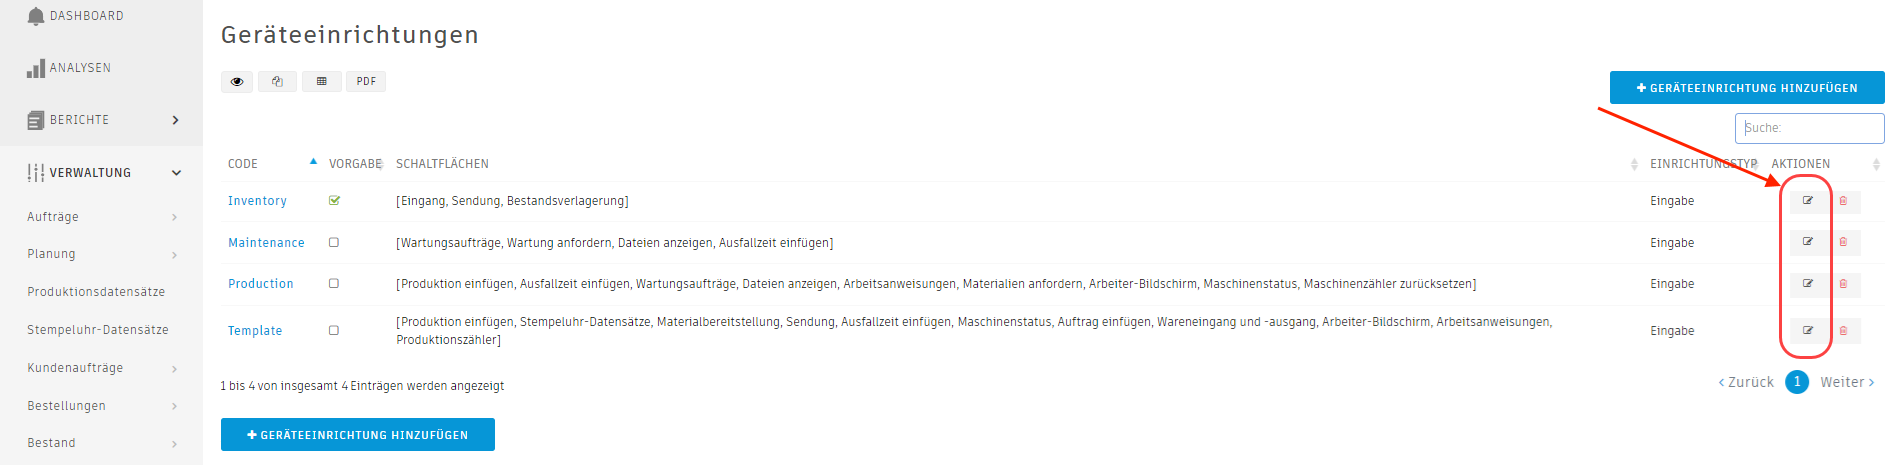 DASHBOARD
ANALYSEN
BERICHTE
VERWALTUNG
Aufträge
Planung
Produktionsdatensätze
Stempeluhr-Datensätze
Kundenaufträge
Bestellungen
Bestand
Geräteeinrichtungen
PDF
GERÄTEEINRICHTUNG HINZUFÜGEN
Suche:
CODE VORGABE SCHALTFLÄCHEN EINRICHTUNGSTYP AKTIONEN
Inventory [Eingang, Sendung, Bestandsverlagerung] Eingabe
Maintenance [Wartungsaufträge, Wartung anfordern, Dateien anzeigen, Ausfallzeit einfügen] Eingabe
Production [Produktion einfügen, Ausfallzeit einfügen, Wartungsaufträge, Dateien anzeigen, Arbeitsanweisungen, Materialien anfordern, Arbeiter-Bildschirm, Maschinenstatus, Maschinenzähler zurücksetzen] Eingabe
Template [Produktion einfügen, Stempeluhr-Datensätze, Materialbereitstellung, Sendung, Ausfallzeit einfügen, Maschinenstatus, Auftrag einfügen, Wareneingang und -ausgang, Arbeiter-Bildschirm, Arbeitsanweisungen, Eingabe
Produktionszähler]
1 bis 4 von insgesamt 4 Einträgen werden angezeigt
‹ Zurück 1 Weiter ›
GERÄTEEINRICHTUNG HINZUFÜGEN